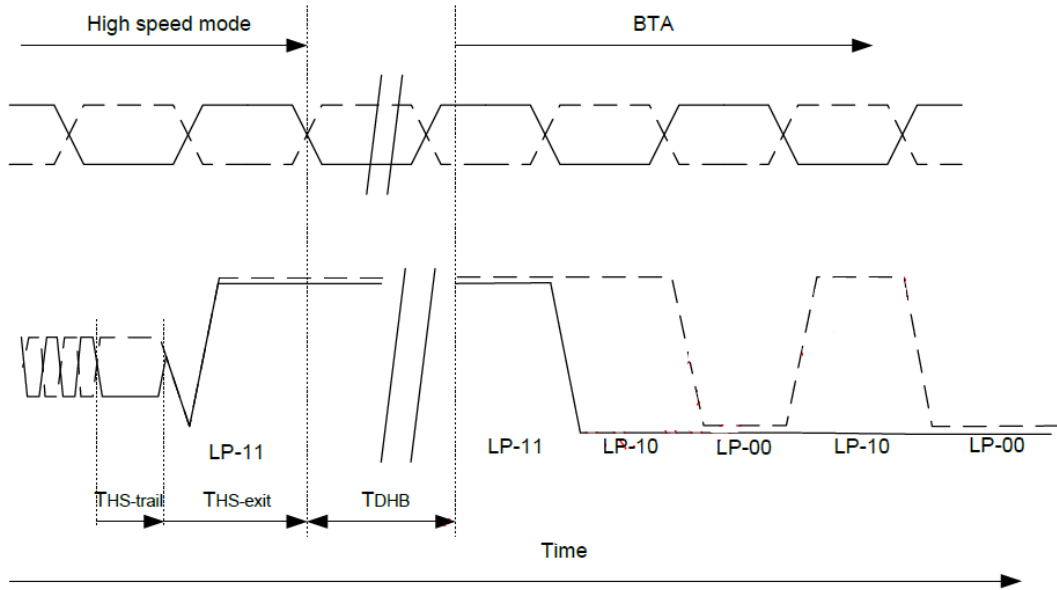 High speed mode
BTA
LP-11
LP-11
LP-10
LP-00
LP-10
LP-00
THS-trail
THS-exit
TDHB
Time